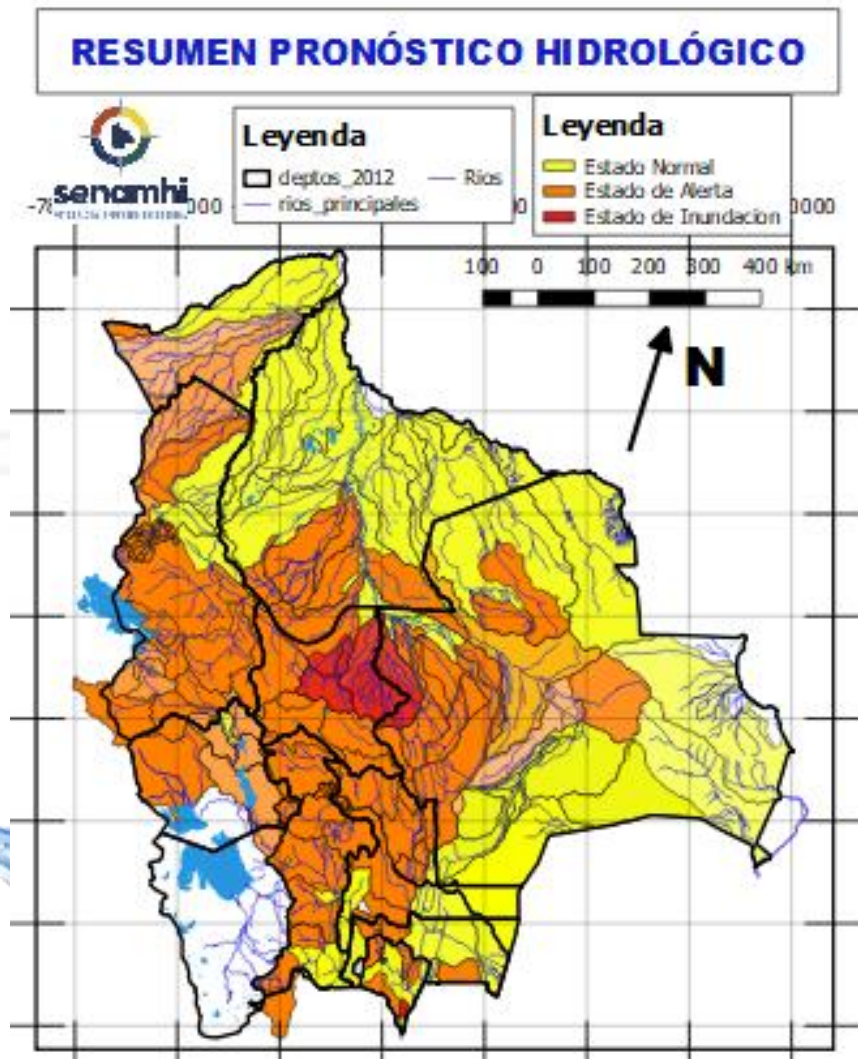 RESUMEN PRONÓSTICO HIDROLÓGICO
senamhi
Leyenda
deptos_2012
Rios
rios_principales
Leyenda
Estado Normal
Estado de Alerta
Estado de Inundacion
100 0 100 200 300 400 km
N